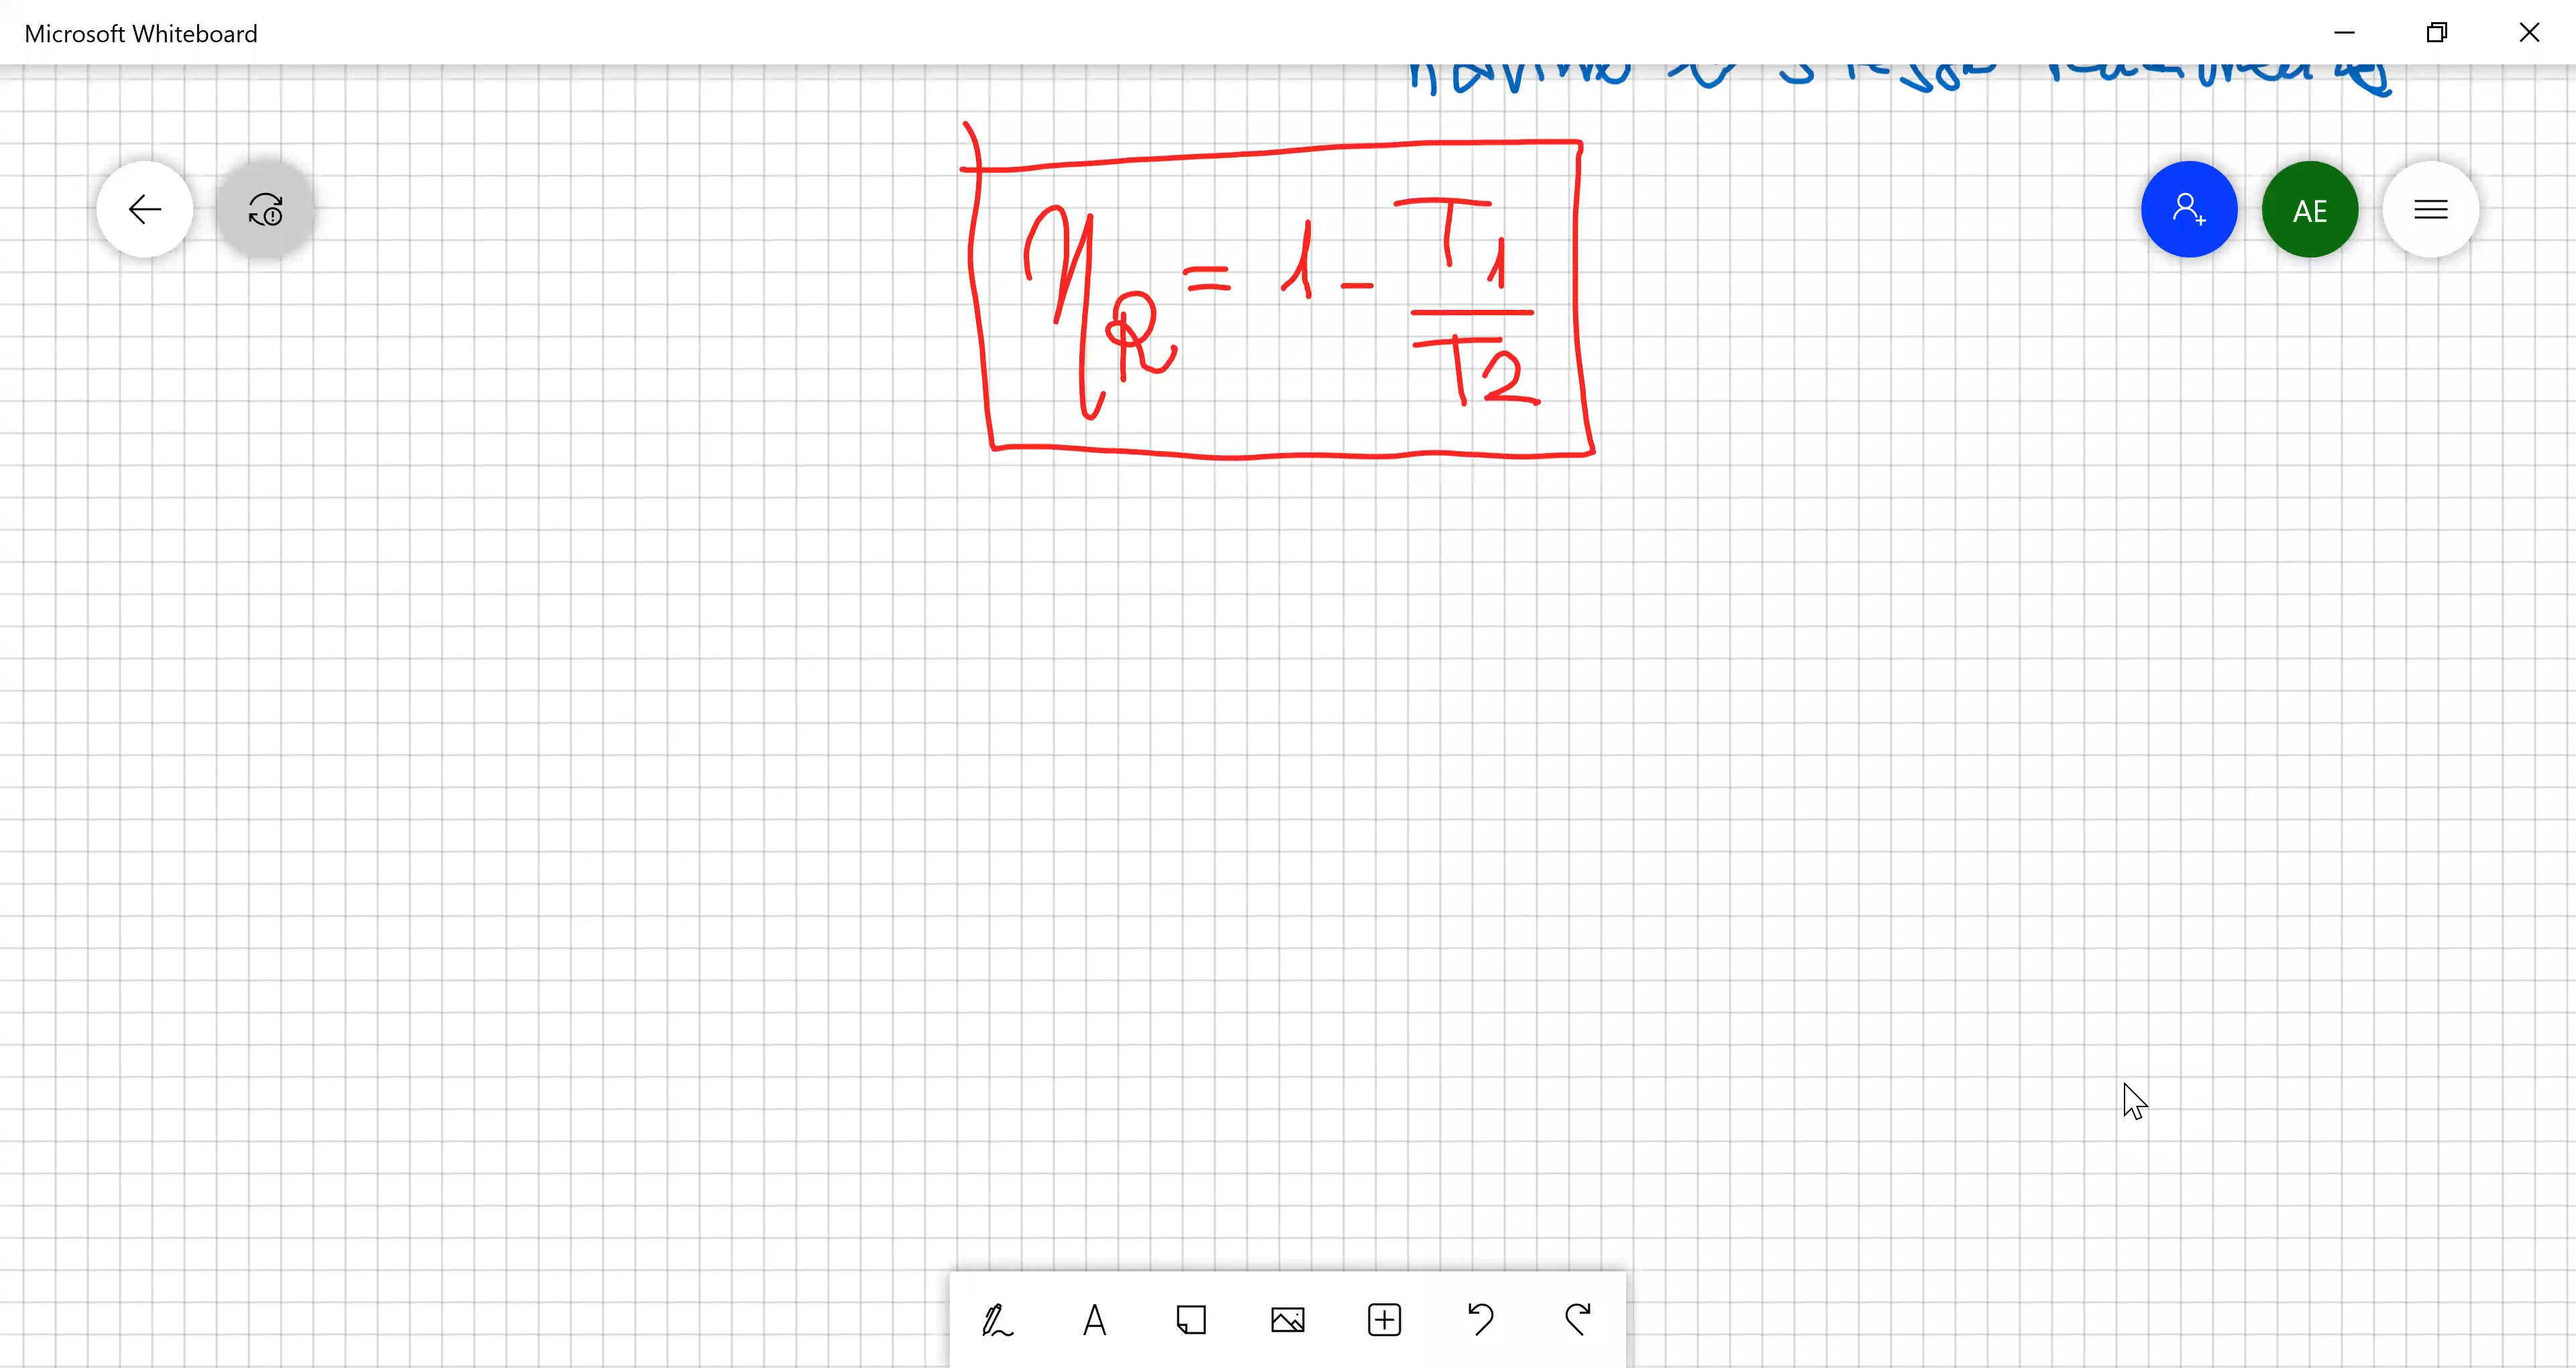 Microsoft Whiteboard
AE
η_R = 1 - T1/T2